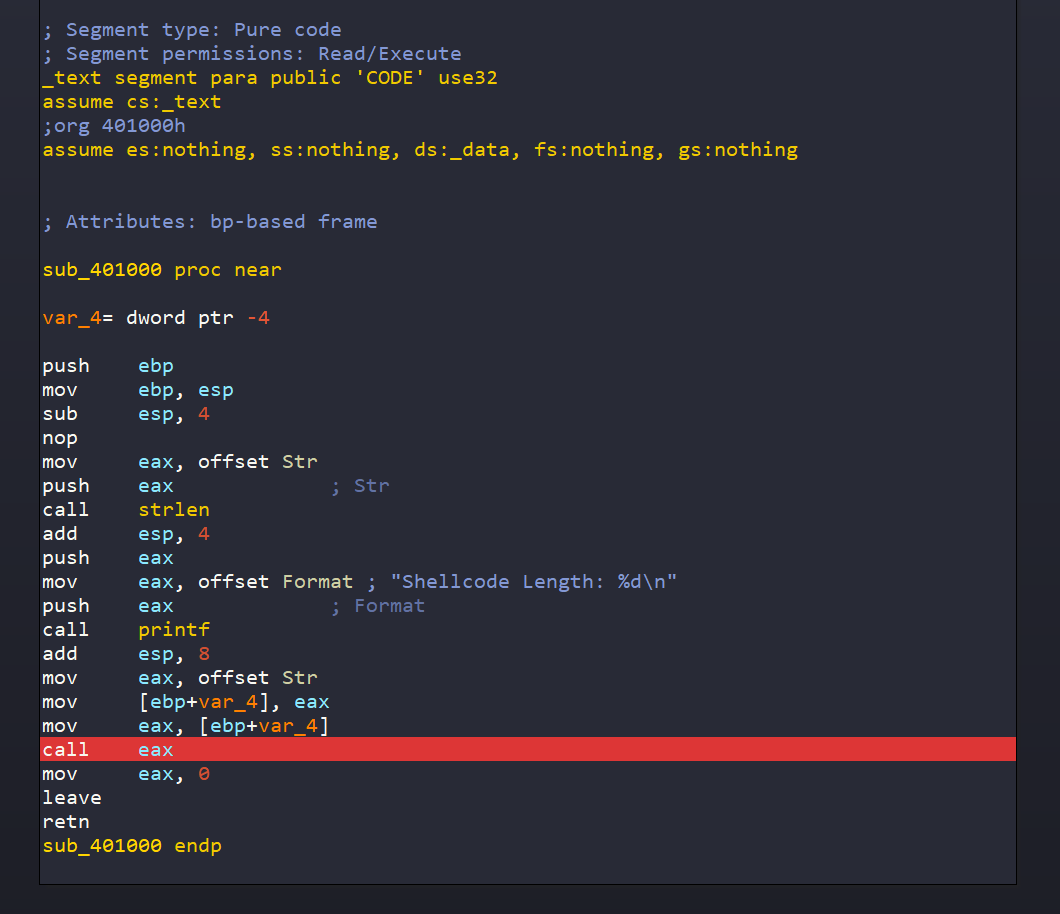 ; Segment type: Pure code
; Segment permissions: Read/Execute
_text segment para public 'CODE' use32
assume cs:_text
;org 401000h
assume es:nothing, ss:nothing, ds:_data, fs:nothing, gs:nothing
; Attributes: bp-based frame
sub_401000 proc near
var_4= dword ptr -4
push    ebp
mov     ebp, esp
sub     esp, 4
nop
mov     eax, offset Str
push    eax             ; Str
call    strlen
add     esp, 4
push    eax
mov     eax, offset Format ; "Shellcode Length: %d\n"
push    eax             ; Format
call    printf
add     esp, 8
mov     eax, offset Str
mov     [ebp+var_4], eax
mov     eax, [ebp+var_4]
call    eax
mov     eax, 0
leave
retn
sub_401000 endp